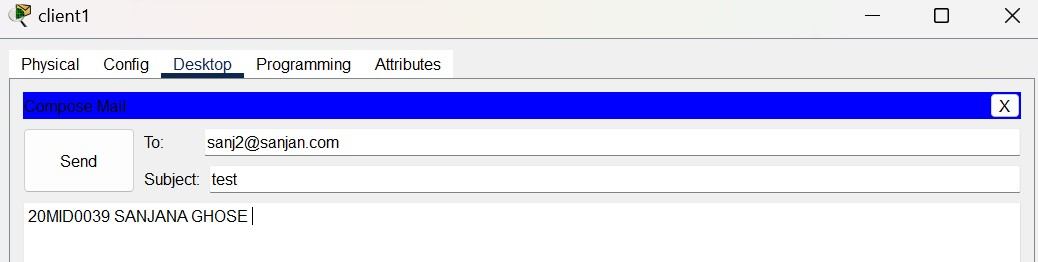 client1
Physical Config Desktop Programming Attributes
Compose Mail X
Send
To: sanj2@sanjan.com
Subject: test
20MID0039 SANJANA GHOSE